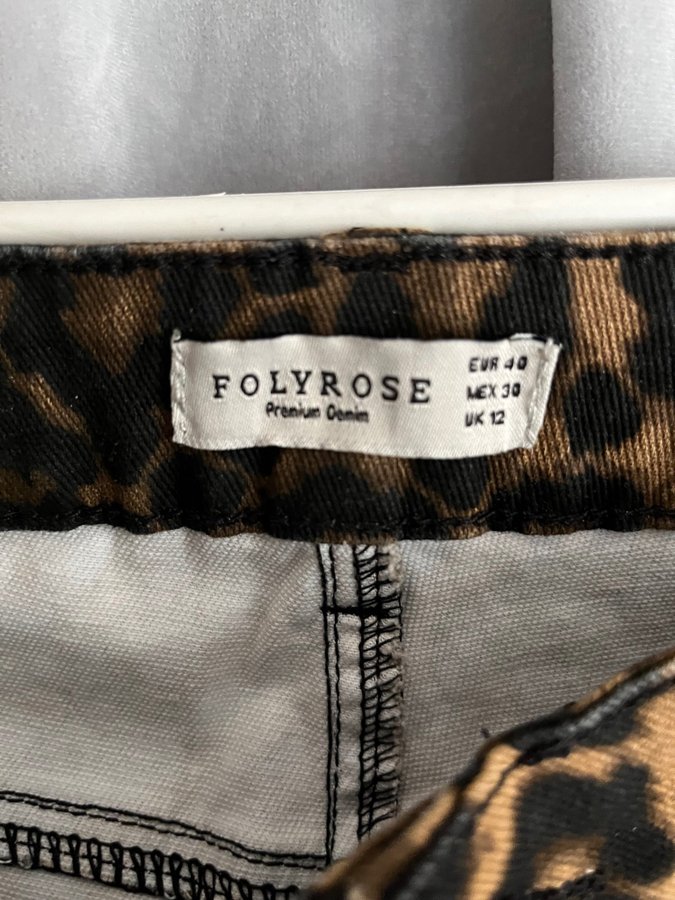 FOLYROSE
Premium Denim
EUR 40
MEX 30
UK 12